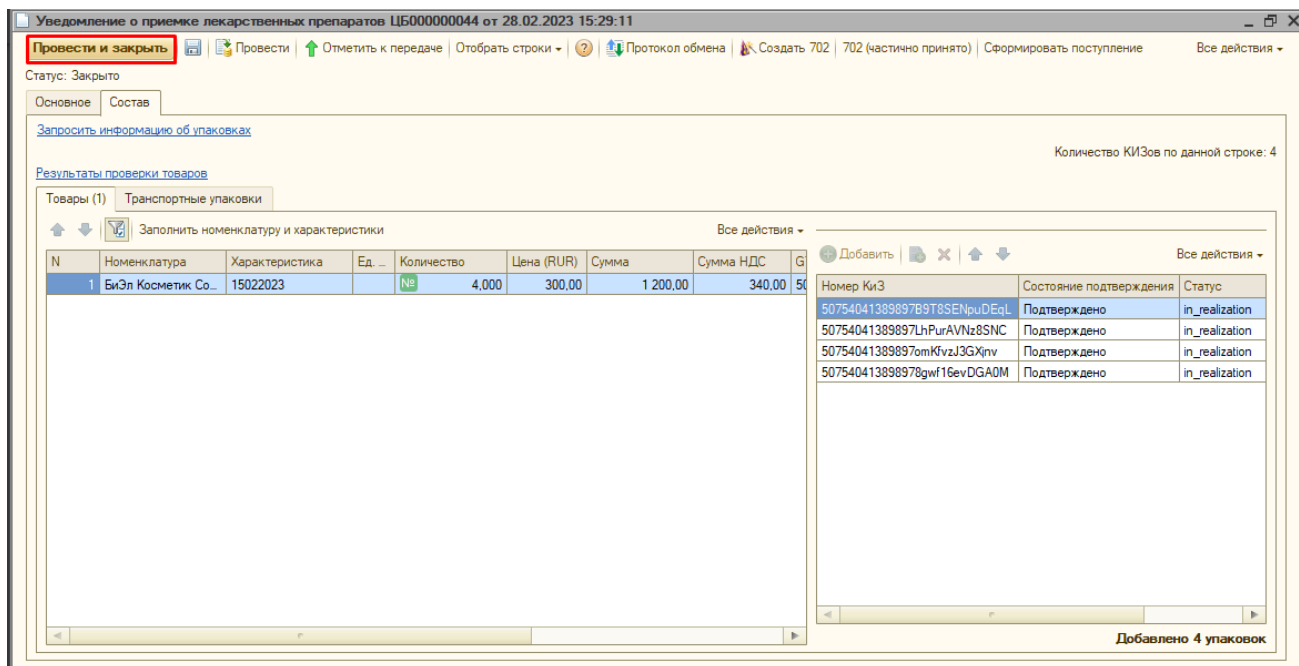 Уведомление о приемке лекарственных препаратов ЦБ000000044 от 28.02.2023 15:29:11
Провести и закрыть Провести Отметить к передаче Отобрать строки Протокол обмена Создать 702 702 (частично принято) Сформировать поступление Все действия
Статус: Закрыто
Основное Состав
Запросить информацию об упаковках
Количество КИЗов по данной строке: 4
Результаты проверки товаров
Товары (1) Транспортные упаковки
Заполнить номенклатуру и характеристики Все действия
Добавить Все действия
N Номенклатура Характеристика Ед. ... Количество Цена (RUR) Сумма Сумма НДС
1 БиЭл Косметик Со... 15022023 № 4,000 300,00 1 200,00 340,00 50
Номер КиЗ Состояние подтверждения Статус
50754041389897B9T8SENpuDEqL Подтверждено in_realization
50754041389897LhPurAVNz8SNC Подтверждено in_realization
50754041389897omKfvzJ3GXjnv Подтверждено in_realization
507540413898978gwf16evDGA0M Подтверждено in_realization
Добавлено 4 упаковок